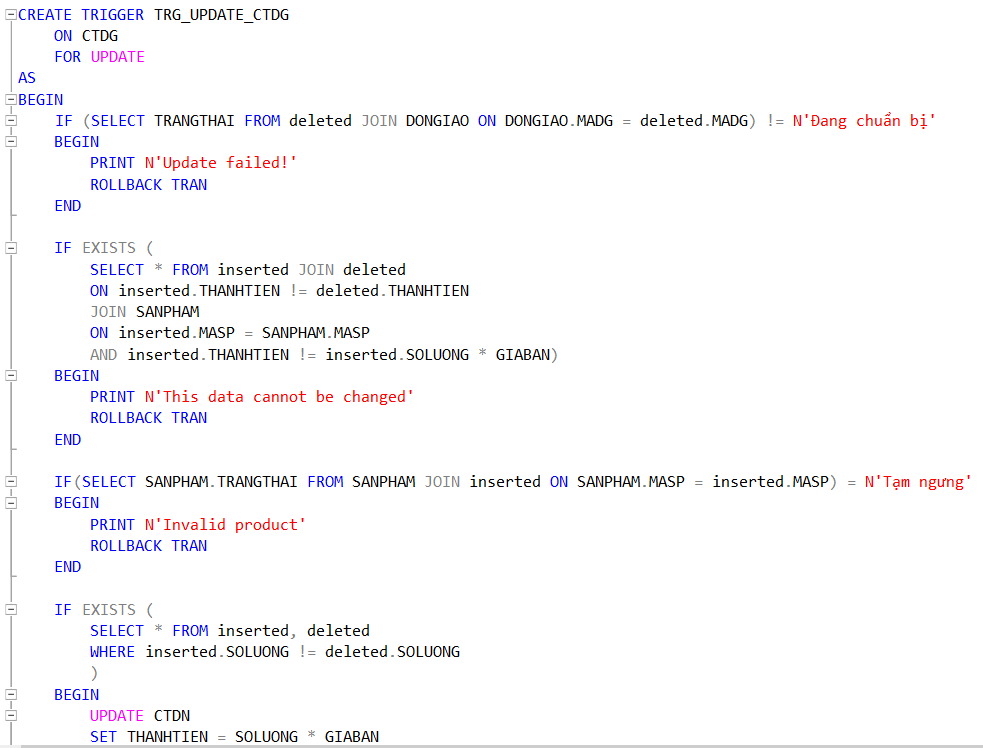 CREATE TRIGGER TRG_UPDATE_CTDG
ON CTDG
FOR UPDATE
AS
BEGIN
IF (SELECT TRANGTHAI FROM deleted JOIN DONGIAO ON DONGIAO.MADG = deleted.MADG) != N'Đang chuẩn bị'
BEGIN
PRINT N'Update failed!'
ROLLBACK TRAN
END
IF EXISTS (
SELECT * FROM inserted JOIN deleted
ON inserted.THANHTIEN != deleted.THANHTIEN
JOIN SANPHAM
ON inserted.MASP = SANPHAM.MASP
AND inserted.THANHTIEN != inserted.SOLUONG * GIABAN)
BEGIN
PRINT N'This data cannot be changed'
ROLLBACK TRAN
END
IF(SELECT SANPHAM.TRANGTHAI FROM SANPHAM JOIN inserted ON SANPHAM.MASP = inserted.MASP) = N'Tạm ngưng'
BEGIN
PRINT N'Invalid product'
ROLLBACK TRAN
END
IF EXISTS (
SELECT * FROM inserted, deleted
WHERE inserted.SOLUONG != deleted.SOLUONG
)
BEGIN
UPDATE CTDN
SET THANHTIEN = SOLUONG * GIABAN